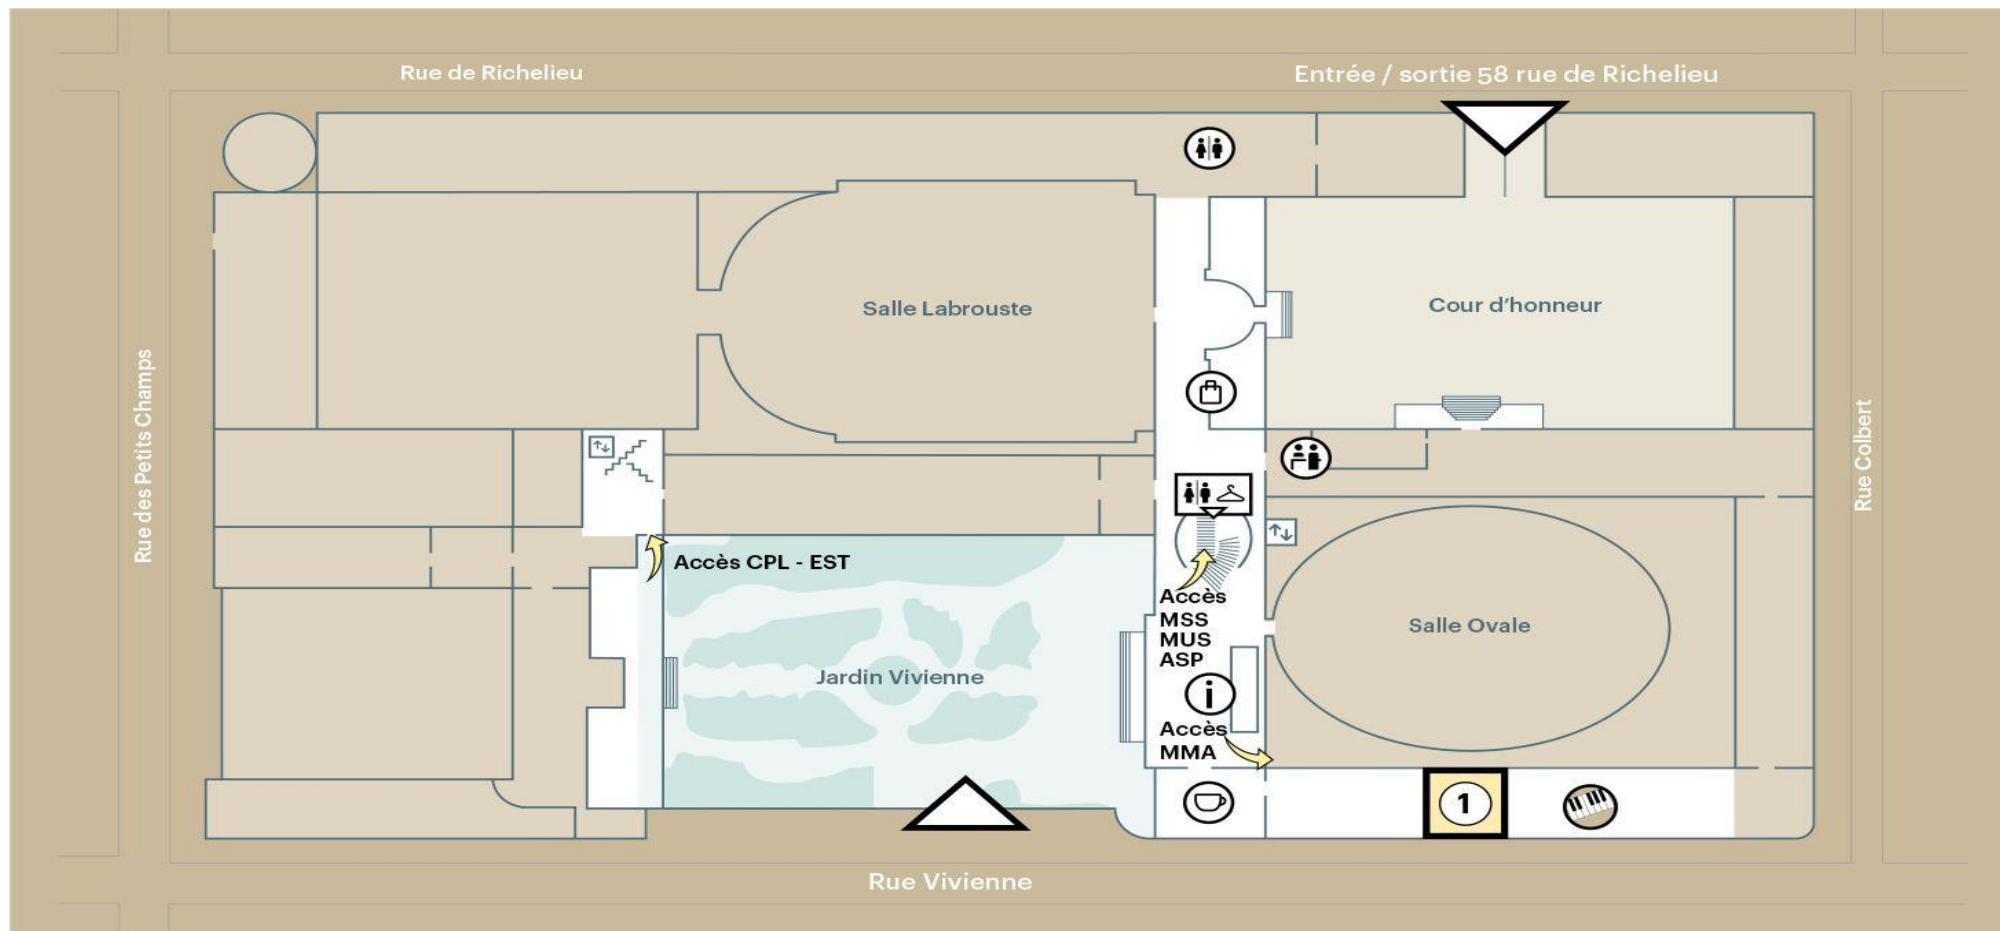 Rue de Richelieu
Entrée / sortie 58 rue de Richelieu
Salle Labrouste
Cour d'honneur
Rue des Petits Champs
Rue Colbert
Accès CPL - EST
Accès
MSS
MUS
ASP
Salle Ovale
Jardin Vivienne
i
Accès
MMA
1
Rue Vivienne